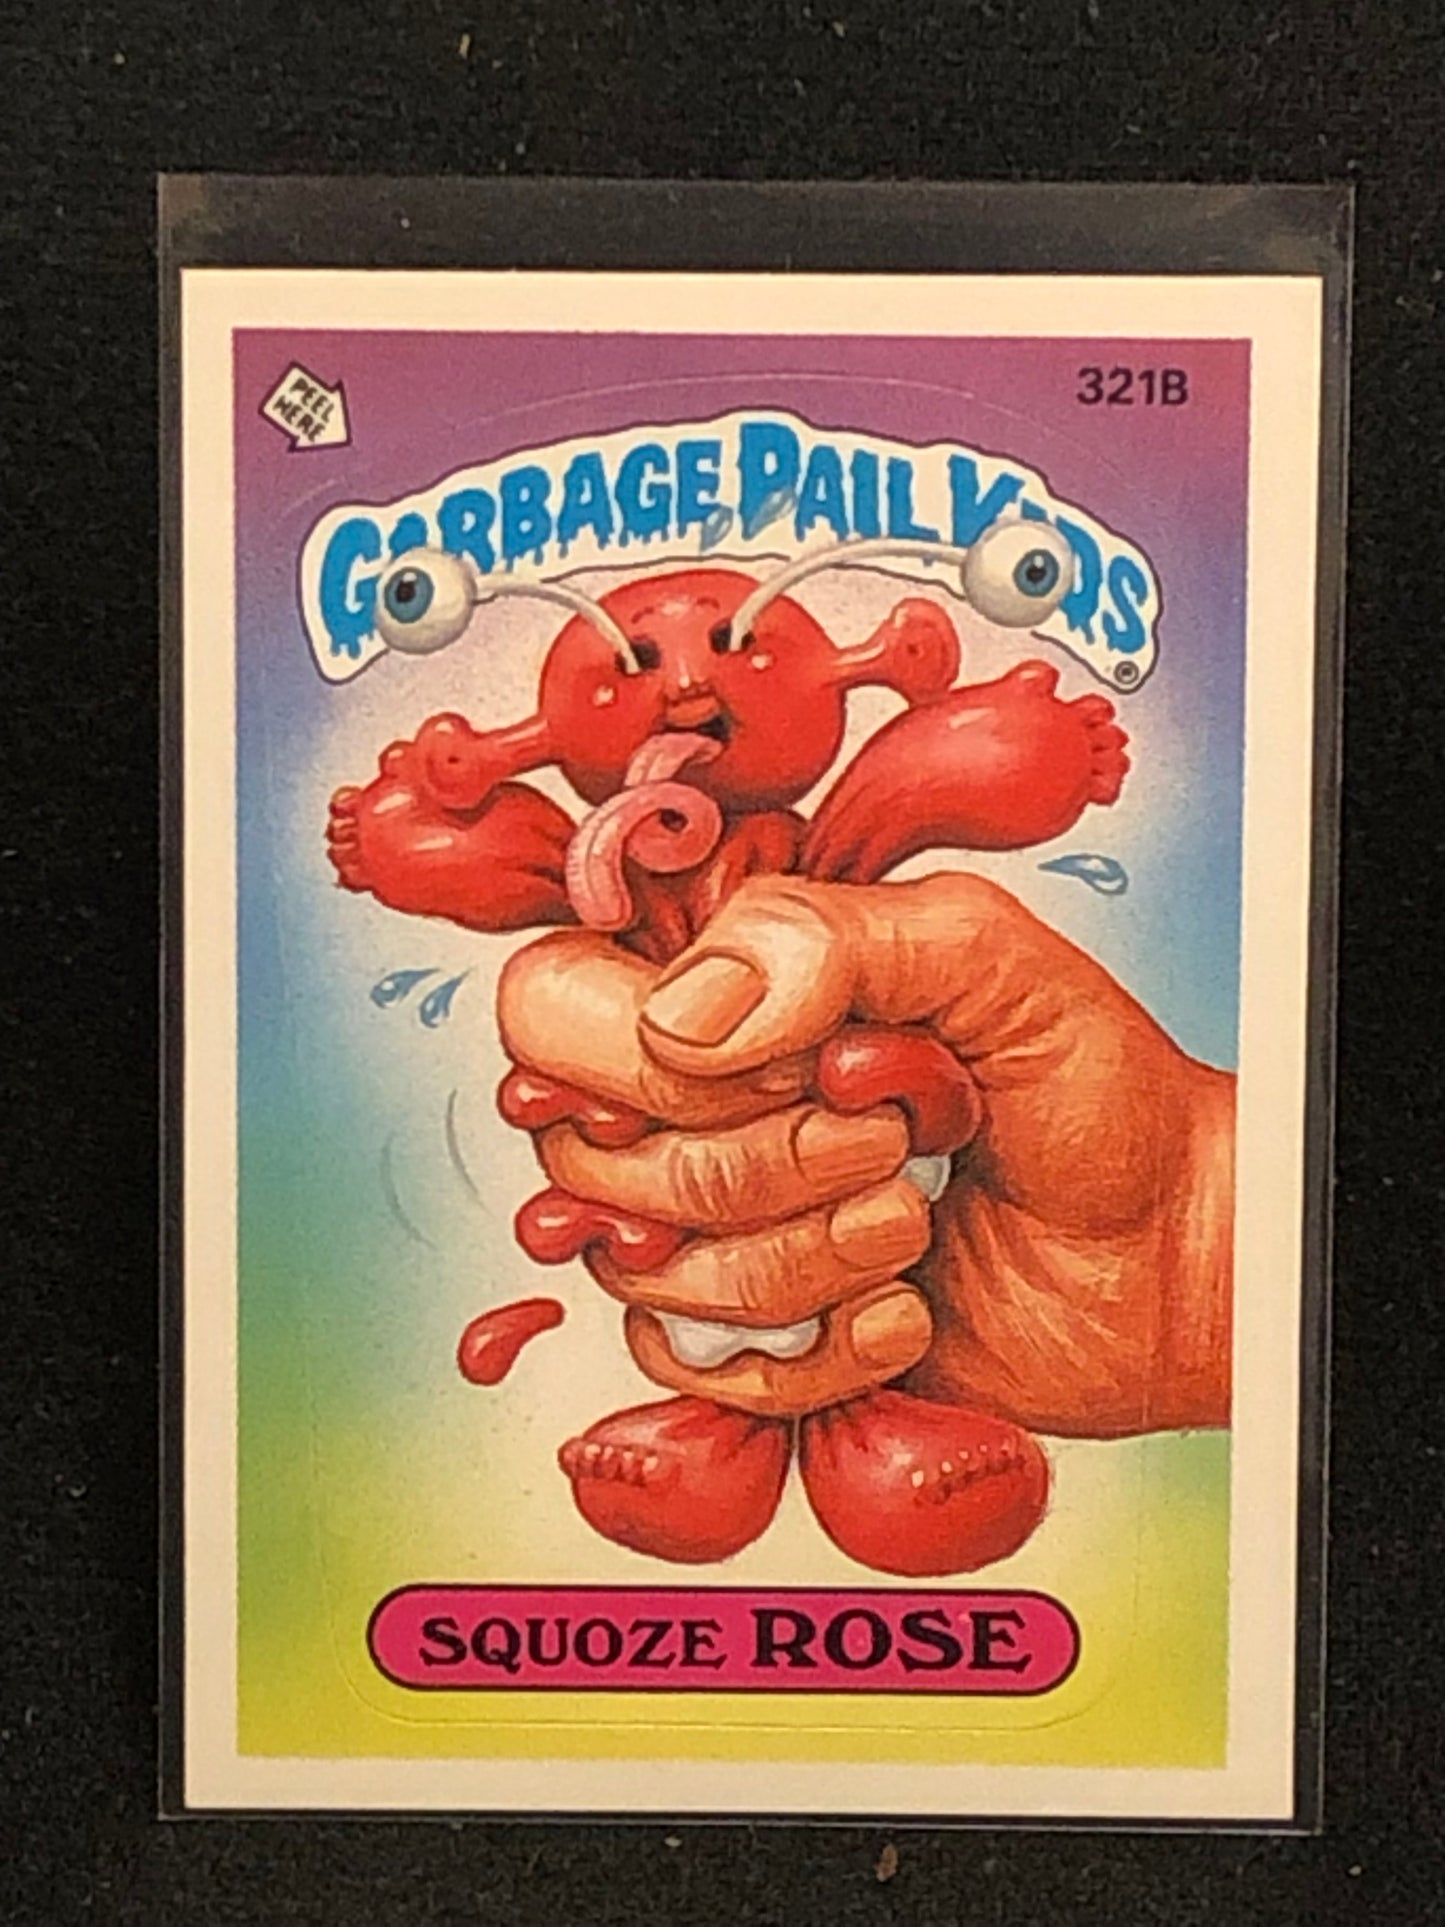 PEEL
HERE
321B
GARBAGE PAIL KIDS
®
SQUOZE ROSE